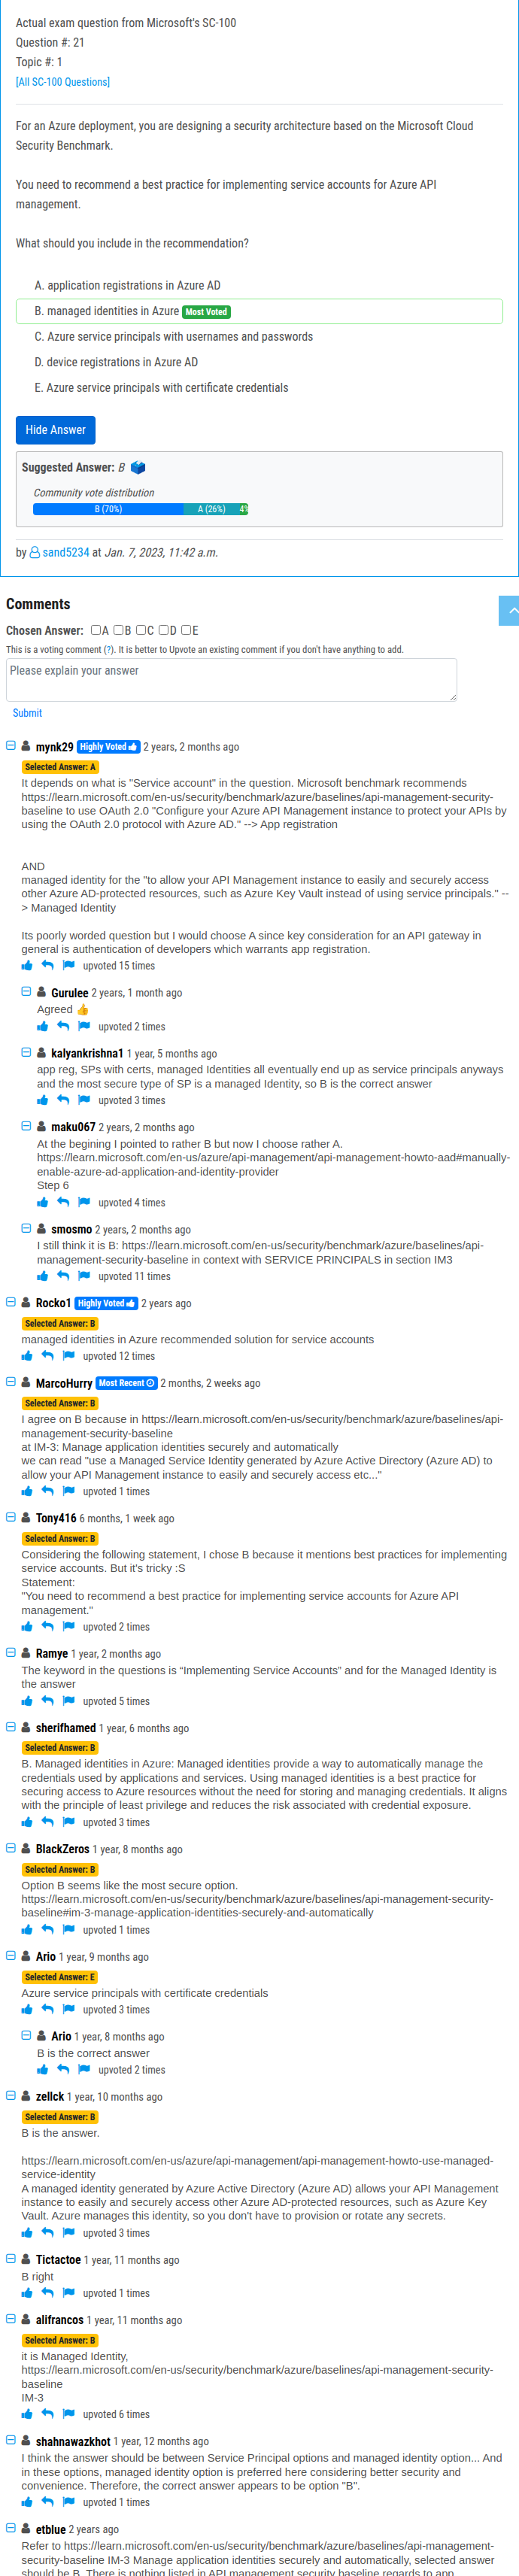 Actual exam question from Microsoft's SC-100
Question #: 21
Topic #: 1
[All SC-100 Questions]
For an Azure deployment, you are designing a security architecture based on the Microsoft Cloud
Security Benchmark.
You need to recommend a best practice for implementing service accounts for Azure API
management.
What should you include in the recommendation?
A. application registrations in Azure AD
B. managed identities in Azure Most Voted
C. Azure service principals with usernames and passwords
D. device registrations in Azure AD
E. Azure service principals with certificate credentials
Hide Answer
Suggested Answer: B
Community vote distribution
B (70%) A (26%) 4%
by sand5234 at Jan. 7, 2023, 11:42 a.m.
Comments
Chosen Answer: A B C D E
This is a voting comment (?). It is better to Upvote an existing comment if you don't have anything to add.
Please explain your answer
Submit
mynk29 Highly Voted 2 years, 2 months ago
Selected Answer: A
It depends on what is "Service account" in the question. Microsoft benchmark recommends
https://learn.microsoft.com/en-us/security/benchmark/azure/baselines/api-management-security-
baseline to use OAuth 2.0 "Configure your Azure API Management instance to protect your APIs by
using the OAuth 2.0 protocol with Azure AD." --> App registration
AND
managed identity for the "to allow your API Management instance to easily and securely access
other Azure AD-protected resources, such as Azure Key Vault instead of using service principals." --
> Managed Identity
Its poorly worded question but I would choose A since key consideration for an API gateway in
general is authentication of developers which warrants app registration.
upvoted 15 times
Gurulee 2 years, 1 month ago
Agreed 👍
upvoted 2 times
kalyankrishna1 1 year, 5 months ago
app reg, SPs with certs, managed Identities all eventually end up as service principals anyways
and the most secure type of SP is a managed Identity, so B is the correct answer
upvoted 3 times
maku067 2 years, 2 months ago
At the begining I pointed to rather B but now I choose rather A.
https://learn.microsoft.com/en-us/azure/api-management/api-management-howto-aad#manually-
enable-azure-ad-application-and-identity-provider
Step 6
upvoted 4 times
smosmo 2 years, 2 months ago
I still think it is B: https://learn.microsoft.com/en-us/security/benchmark/azure/baselines/api-
management-security-baseline in context with SERVICE PRINCIPALS in section IM3
upvoted 11 times
Rocko1 Highly Voted 2 years ago
Selected Answer: B
managed identities in Azure recommended solution for service accounts
upvoted 12 times
MarcoHurry Most Recent 2 months, 2 weeks ago
Selected Answer: B
I agree on B because in https://learn.microsoft.com/en-us/security/benchmark/azure/baselines/api-
management-security-baseline
at IM-3: Manage application identities securely and automatically
we can read "use a Managed Service Identity generated by Azure Active Directory (Azure AD) to
allow your API Management instance to easily and securely access etc..."
upvoted 1 times
Tony416 6 months, 1 week ago
Selected Answer: B
Considering the following statement, I chose B because it mentions best practices for implementing
service accounts. But it's tricky :S
Statement:
"You need to recommend a best practice for implementing service accounts for Azure API
management."
upvoted 2 times
Ramye 1 year, 2 months ago
The keyword in the questions is “Implementing Service Accounts” and for the Managed Identity is
the answer
upvoted 5 times
sherifhamed 1 year, 6 months ago
Selected Answer: B
B. Managed identities in Azure: Managed identities provide a way to automatically manage the
credentials used by applications and services. Using managed identities is a best practice for
securing access to Azure resources without the need for storing and managing credentials. It aligns
with the principle of least privilege and reduces the risk associated with credential exposure.
upvoted 3 times
BlackZeros 1 year, 8 months ago
Selected Answer: B
Option B seems like the most secure option.
https://learn.microsoft.com/en-us/security/benchmark/azure/baselines/api-management-security-
baseline#im-3-manage-application-identities-securely-and-automatically
upvoted 1 times
Ario 1 year, 9 months ago
Selected Answer: E
Azure service principals with certificate credentials
upvoted 3 times
Ario 1 year, 8 months ago
B is the correct answer
upvoted 2 times
zellck 1 year, 10 months ago
Selected Answer: B
B is the answer.
https://learn.microsoft.com/en-us/azure/api-management/api-management-howto-use-managed-
service-identity
A managed identity generated by Azure Active Directory (Azure AD) allows your API Management
instance to easily and securely access other Azure AD-protected resources, such as Azure Key
Vault. Azure manages this identity, so you don't have to provision or rotate any secrets.
upvoted 3 times
Tictactoe 1 year, 11 months ago
B right
upvoted 1 times
alifrancos 1 year, 11 months ago
Selected Answer: B
it is Managed Identity,
https://learn.microsoft.com/en-us/security/benchmark/azure/baselines/api-management-security-
baseline
IM-3
upvoted 6 times
shahnawazkhot 1 year, 12 months ago
I think the answer should be between Service Principal options and managed identity option... And
in these options, managed identity option is preferred here considering better security and
convenience. Therefore, the correct answer appears to be option "B".
upvoted 1 times
etblue 2 years ago
Refer to https://learn.microsoft.com/en-us/security/benchmark/azure/baselines/api-management-
security-baseline IM-3 Manage application identities securely and automatically, selected answer
should be B. There is nothing listed in API management security baseline regards to app